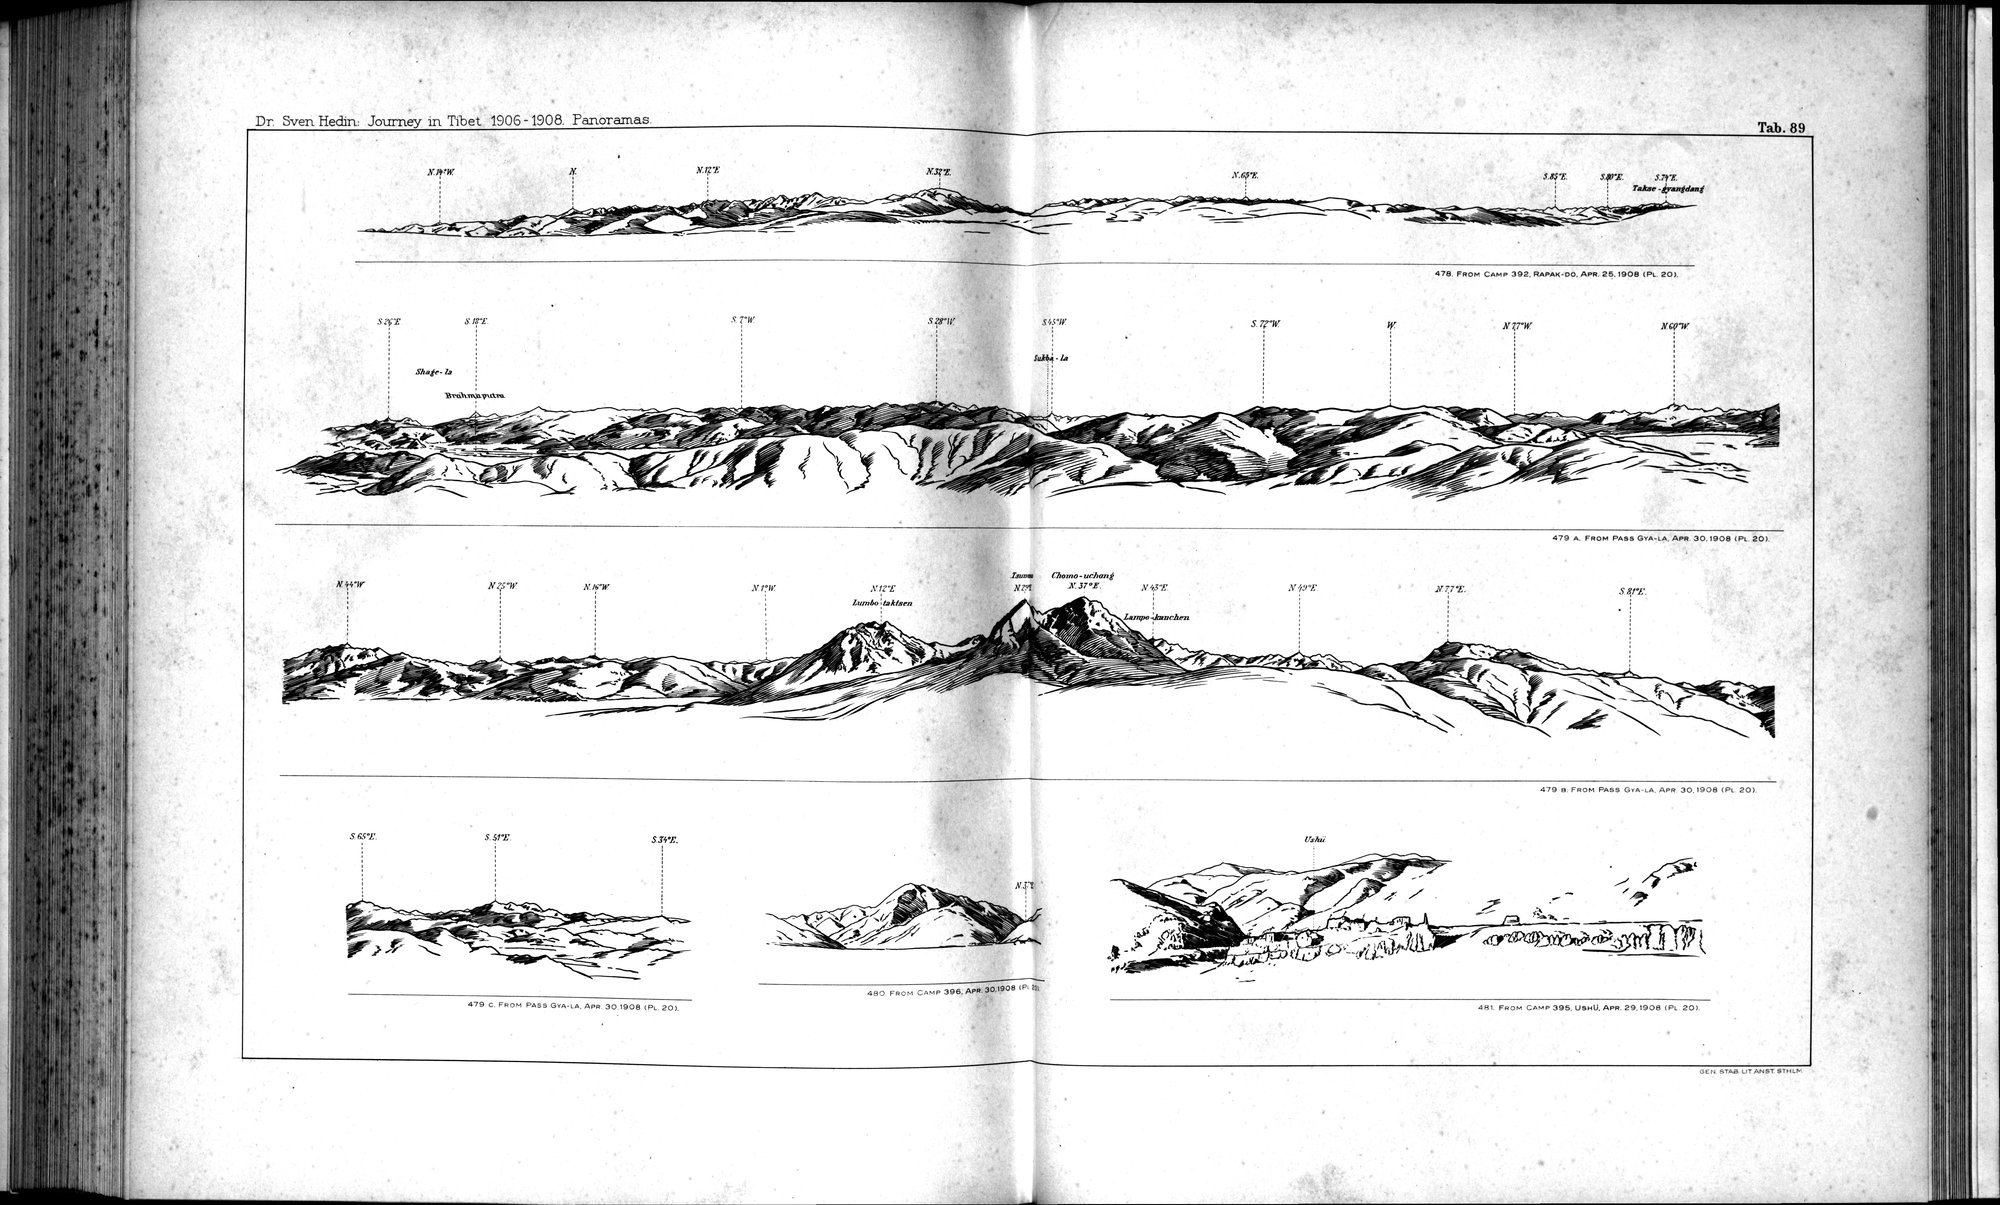 Dr. Sven Hedin: Journey in Tibet 1906-1908. Panoramas.
Tab. 89
N.14°W. N. N.12°E. N.32°E. N.65°E. S.85°E. S.80°E. S.74°E.
Takse-gyangdang
478. FROM CAMP 392, RAPAK-DO, APR. 25, 1908 (PL. 20).
S.26°E S.18°E S.7°W. S.28°W. S.45°W. S.72°W. W. N.77°W. N.60°W.
Sukba-la
Shage-la
Brahmaputra
479 A. FROM PASS GYA-LA, APR. 30, 1908 (PL. 20).
Chomo-uchang
N.44°W N.25°W N.16°W N.1°W. N.12°E N.37°E. N.43°E. N.49°E. N.77°E. S.81°E.
Lumbo-taktsen
Lampo-kanchen
479 B. FROM PASS GYA-LA, APR. 30, 1908 (PL. 20).
S.65°E. S.51°E. S.34°E.
479 C. FROM PASS GYA-LA, APR. 30, 1908 (PL. 20).
480. FROM CAMP 396, APR. 30, 1908 (PL. 20)
Ushü
481. FROM CAMP 395, USHÜ, APR. 29, 1908 (PL. 20).
GEN. STAB. LIT. ANST. STHLM.